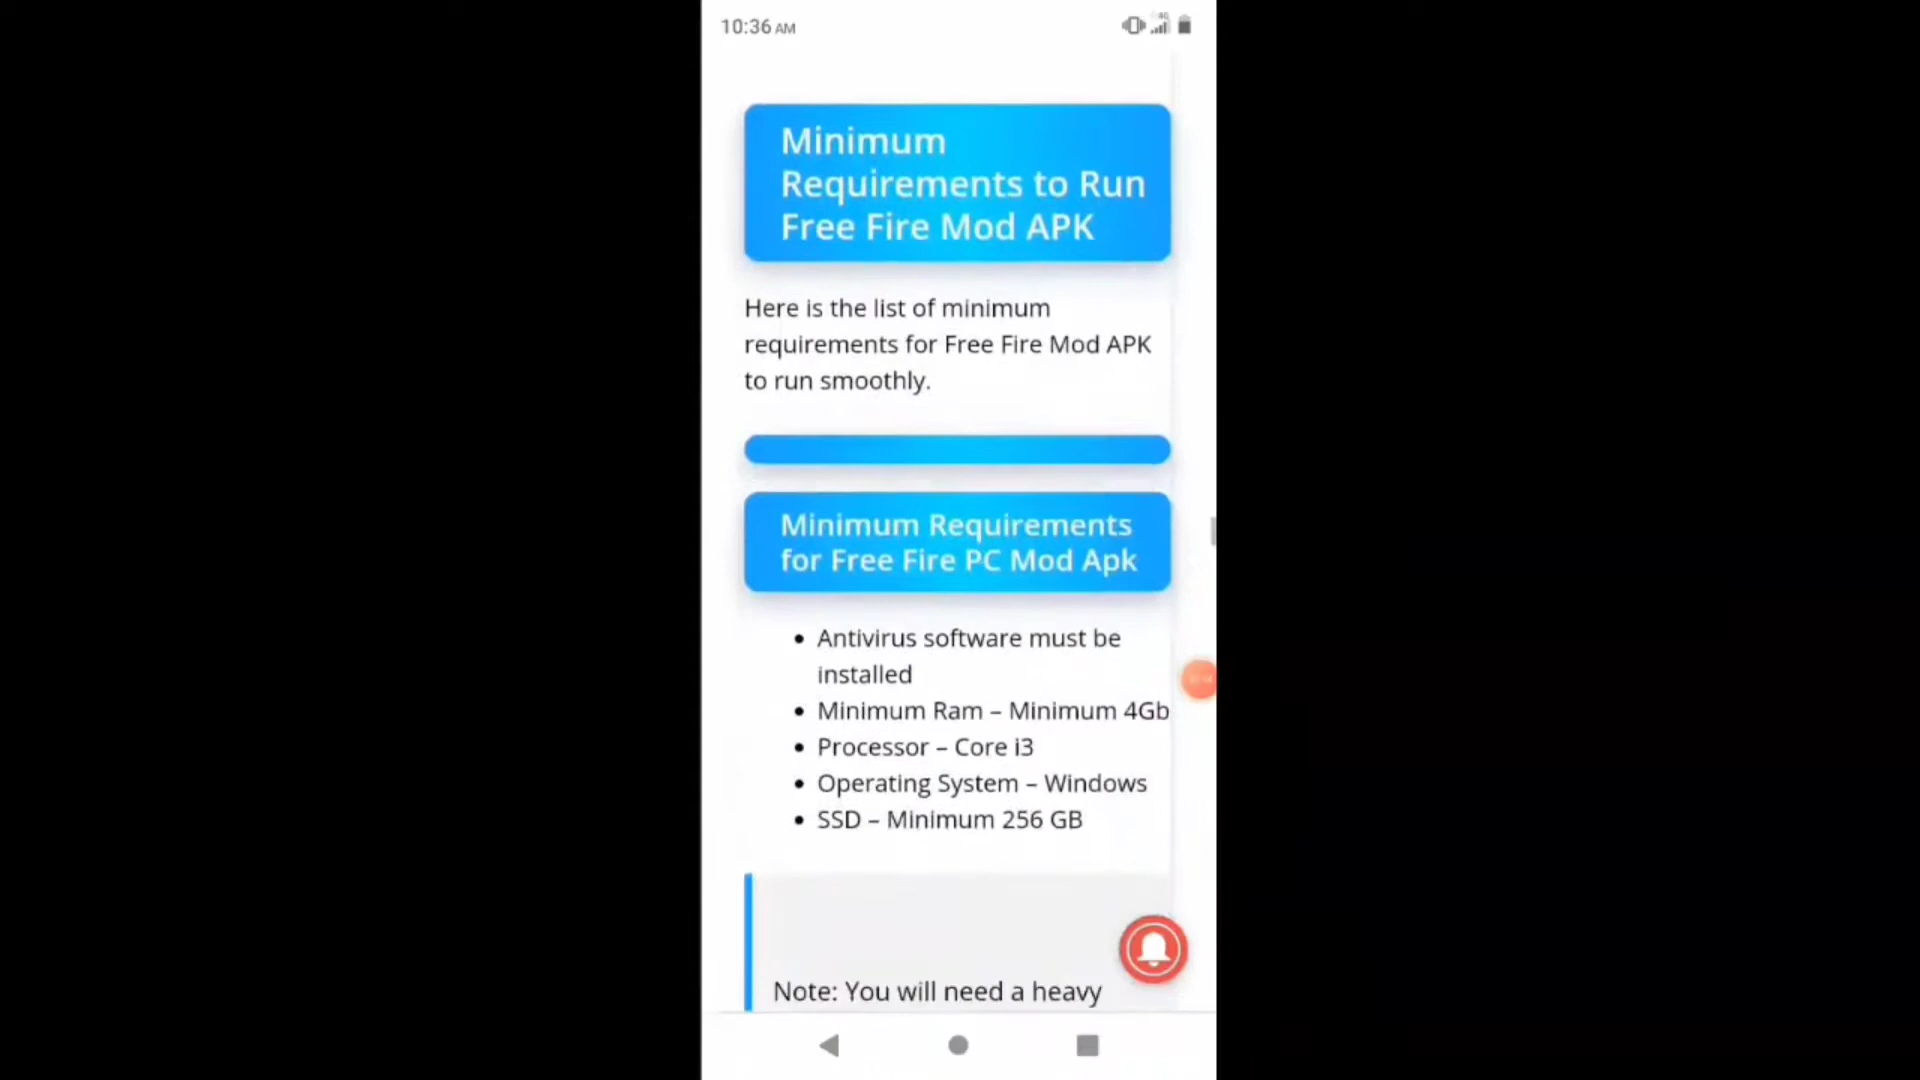 10:36 AM
4G
Minimum
Requirements to Run
Free Fire Mod APK
Here is the list of minimum
requirements for Free Fire Mod APK
to run smoothly.
Minimum Requirements
for Free Fire PC Mod Apk
• Antivirus software must be
installed
• Minimum Ram – Minimum 4Gb
• Processor – Core i3
• Operating System – Windows
• SSD – Minimum 256 GB
Note: You will need a heavy